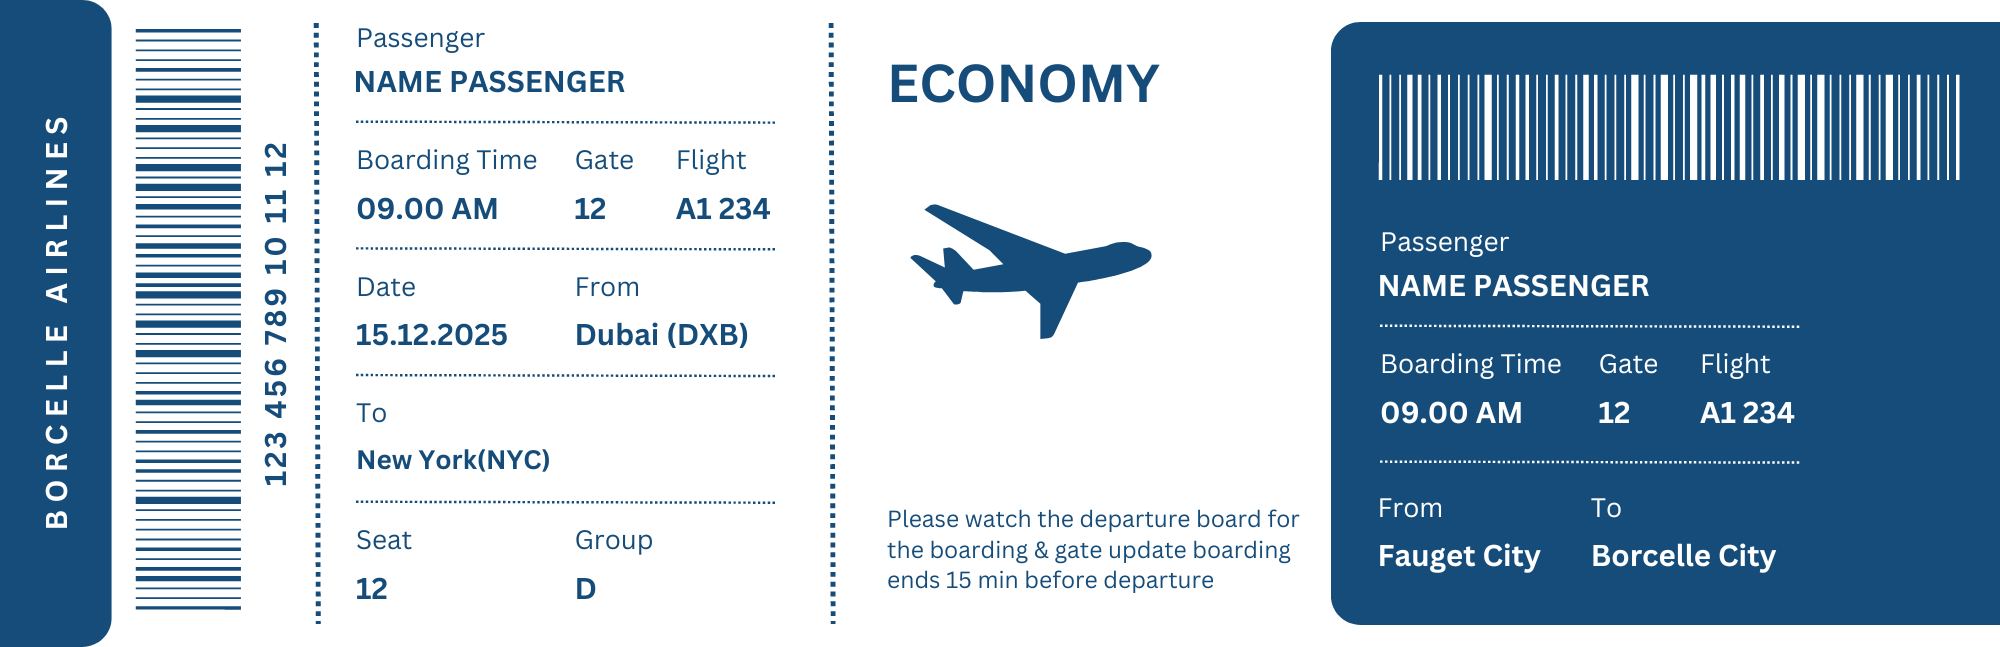 BORCELLE AIRLINES
123 456 789 10 11 12
Passenger
NAME PASSENGER
Boarding Time Gate Flight
09.00 AM 12 A1 234
Date From
15.12.2025 Dubai (DXB)
To
New York(NYC)
Seat Group
12 D
ECONOMY
Please watch the departure board for
the boarding & gate update boarding
ends 15 min before departure
Passenger
NAME PASSENGER
Boarding Time Gate Flight
09.00 AM 12 A1 234
From To
Fauget City Borcelle City